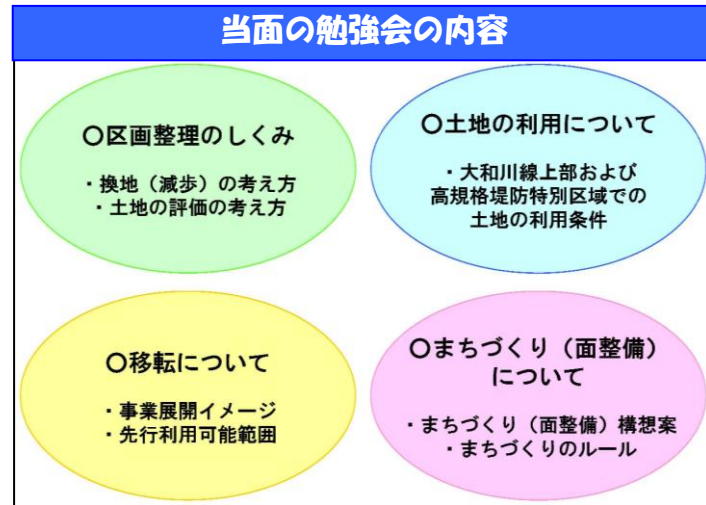 当面の勉強会の内容
〇区画整理のしくみ
・換地（減歩）の考え方
・土地の評価の考え方
〇土地の利用について
・大和川線上部および
高規格堤防特別区域での
土地の利用条件
〇移転について
・事業展開イメージ
・先行利用可能範囲
〇まちづくり（面整備）
について
・まちづくり（面整備）構想案
・まちづくりのルール